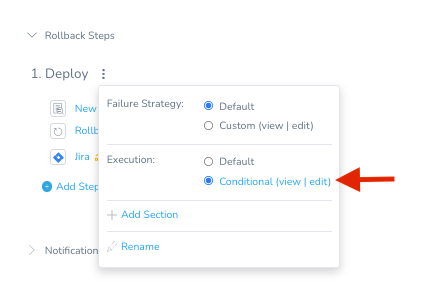 Rollback Steps
1. Deploy
Failure Strategy:
Default
Custom (view | edit)
Execution:
Default
Conditional (view | edit)
Add Section
Rename
New
Rollb
Jira
Add Step
Notification